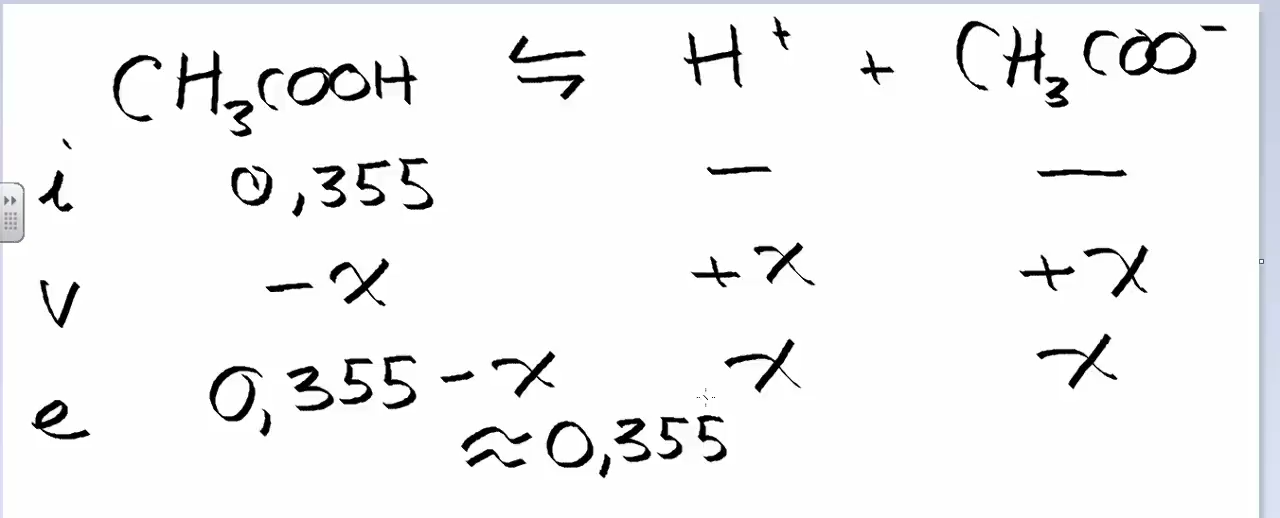 CH₃COOH ⇌ H⁺ + CH₃COO⁻
i 0,355 — —
v -x +x +x
e 0,355-x x x
≈0,355